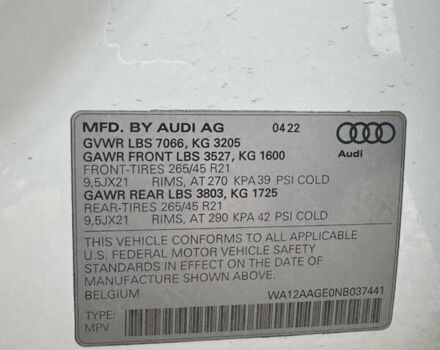 MFD. BY AUDI AG 04.22
GVWR LBS 7066, KG 3205
GAWR FRONT LBS 3527, KG 1600
FRONT-TIRES 265/45 R21
9,5JX21 RIMS, AT 270 KPA 39 PSI COLD
GAWR REAR LBS 3803, KG 1725
REAR-TIRES 265/45 R21
9,5JX21 RIMS, AT 290 KPA 42 PSI COLD
Audi
THIS VEHICLE CONFORMS TO ALL APPLICABLE
U.S. FEDERAL MOTOR VEHICLE SAFETY
STANDARDS IN EFFECT ON THE DATE OF
MANUFACTURE SHOWN ABOVE.
BELGIUM WA12AAGE0NB037441
TYPE:
MPV